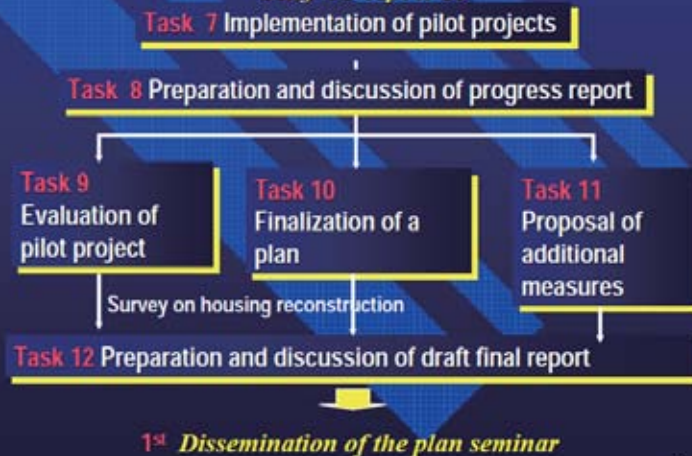 Task 7 Implementation of pilot projects
Task 8 Preparation and discussion of progress report
Task 9
Evaluation of
pilot project
Task 10
Finalization of a
plan
Task 11
Proposal of
additional
measures
Survey on housing reconstruction
Task 12 Preparation and discussion of draft final report
1st Dissemination of the plan seminar